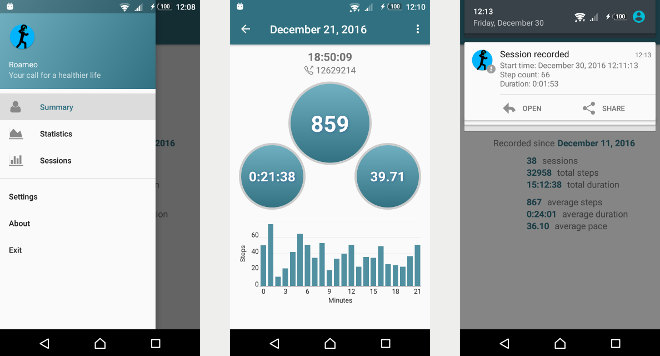 100 12:08
Roameo
Your call for a healthier life
Summary
Statistics
Sessions
Settings
About
Exit
2016
100 12:10
December 21, 2016
18:50:09
12629214
859
0:21:38
39.71
Steps
60
40
20
0
0 3 6 9 12 15 18 21
Minutes
12:13
Friday, December 30
100
Session recorded
12:13
Start time: December 30, 2016 12:11:13
Step count: 66
Duration: 0:01:53
OPEN
SHARE
Recorded since December 11, 2016
38 sessions
32958 total steps
15:12:38 total duration
867 average steps
0:24:01 average duration
36.10 average pace